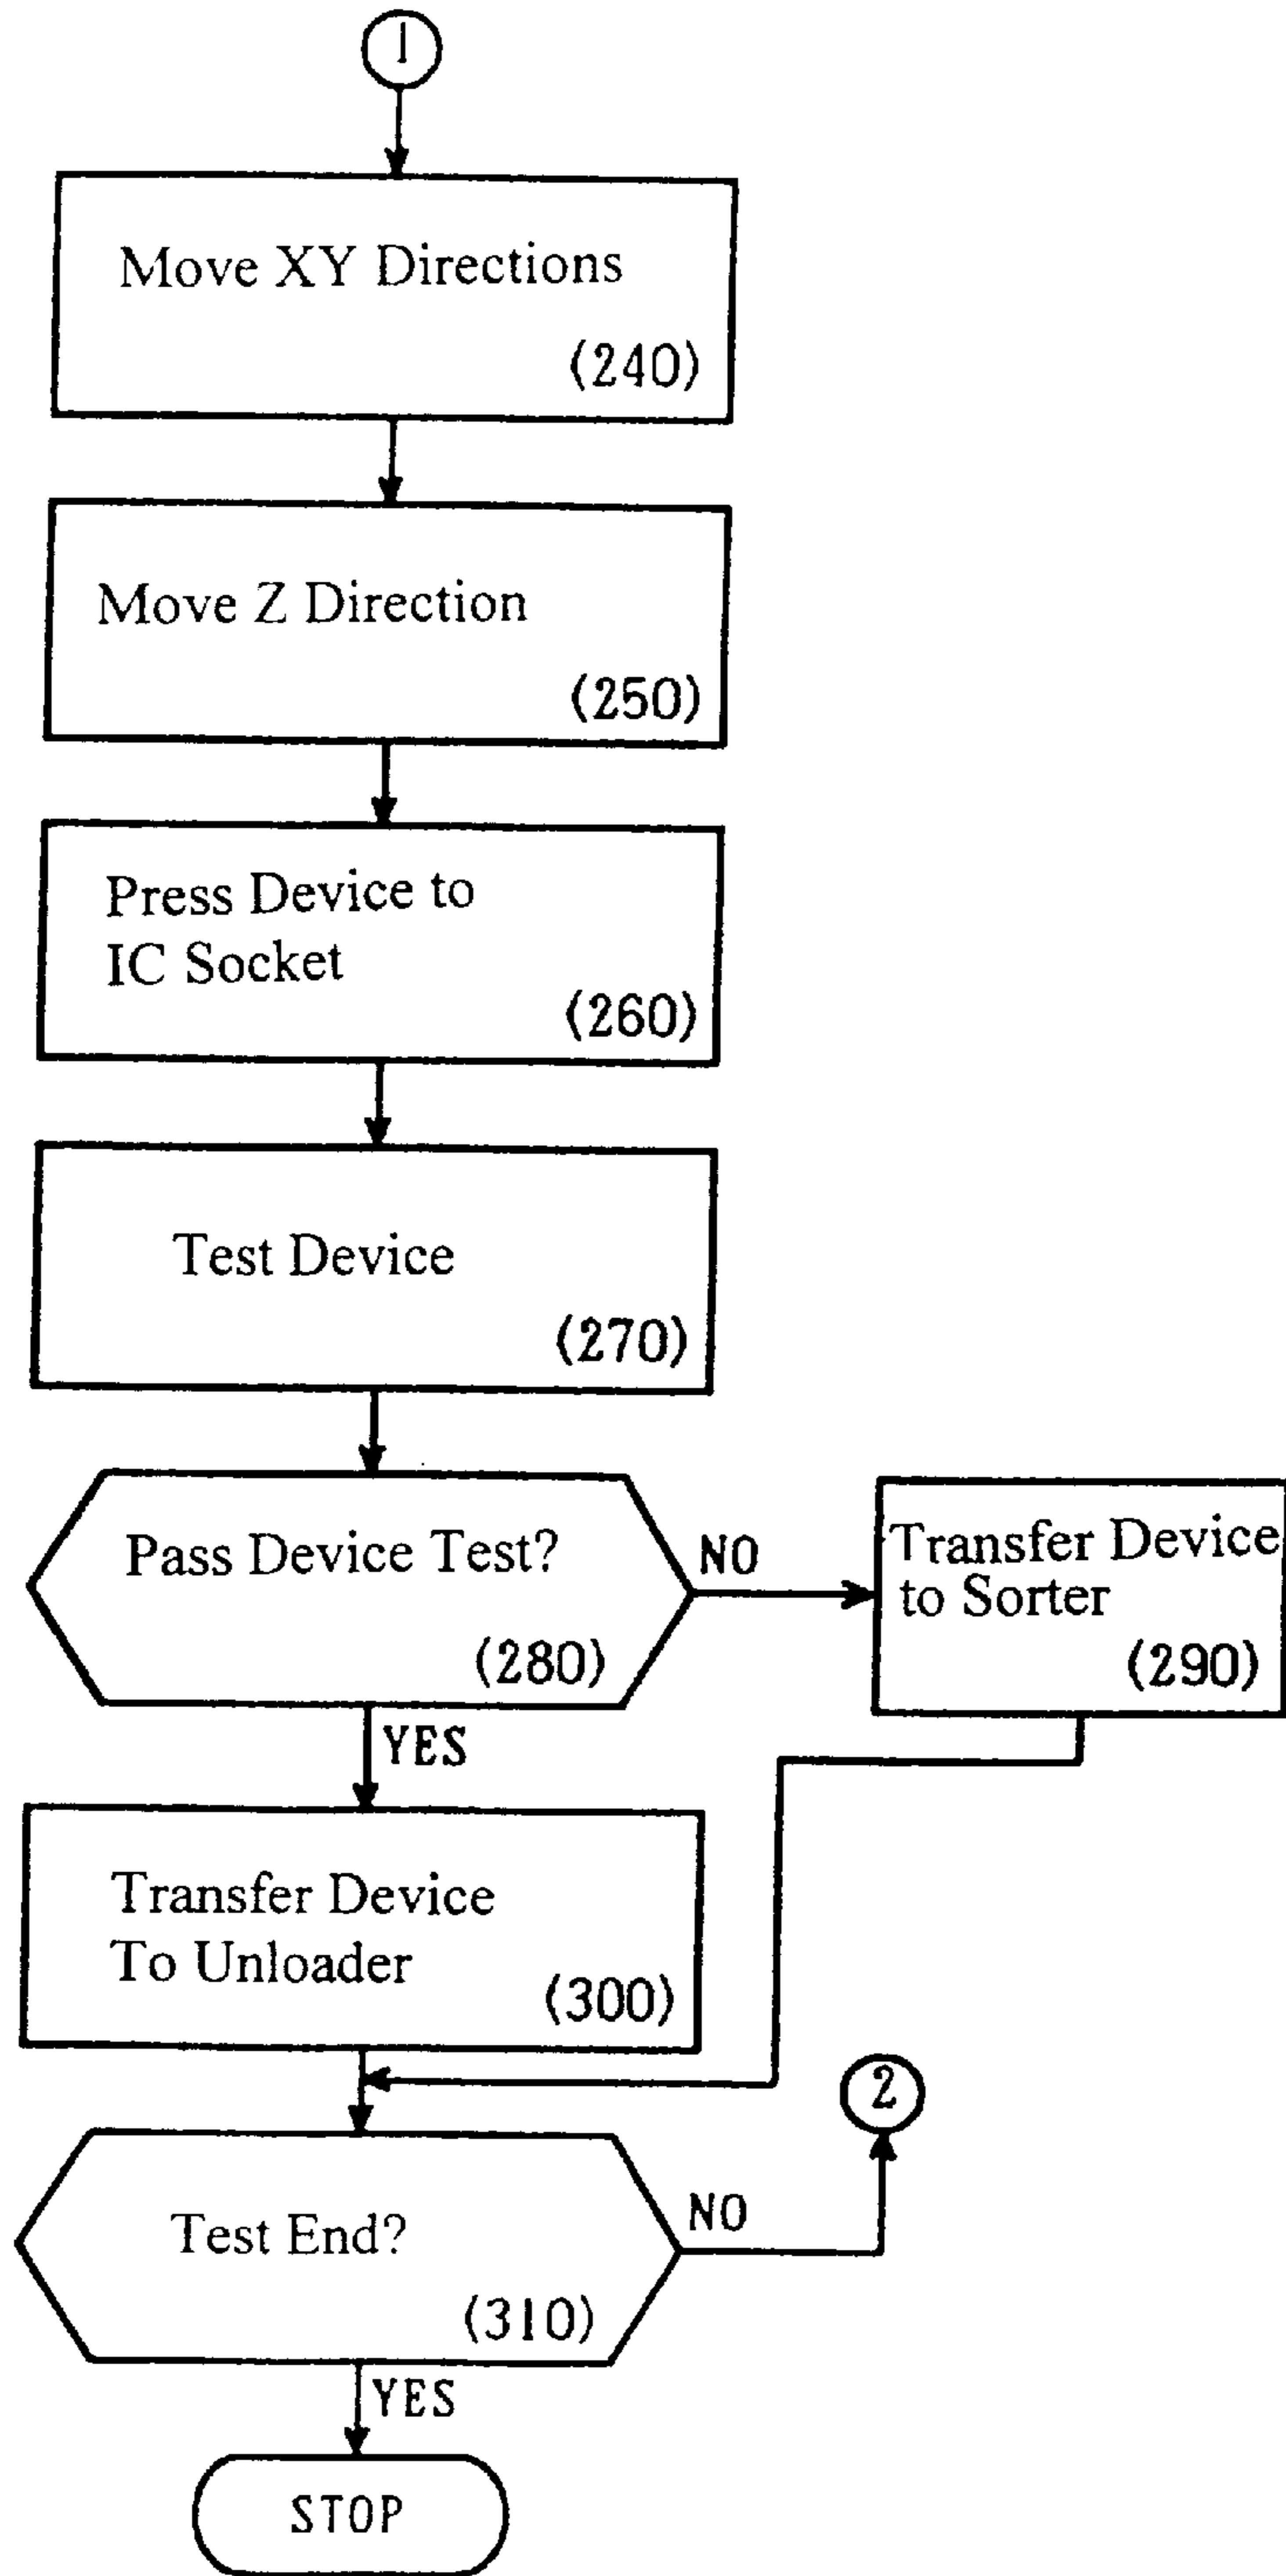 1
Move XY Directions
(240)
Move Z Direction
(250)
Press Device to
IC Socket
(260)
Test Device
(270)
Pass Device Test?
(280)
NO
Transfer Device
to Sorter
(290)
YES
Transfer Device
To Unloader
(300)
2
Test End?
(310)
NO
YES
STOP